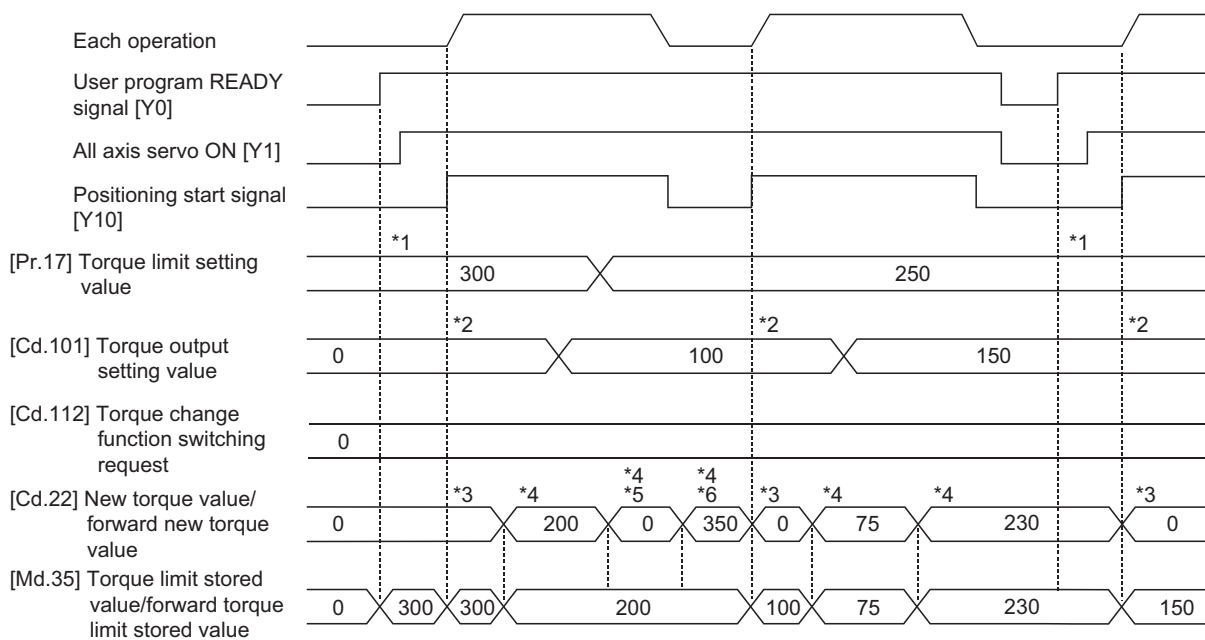 Each operation
User program READY
signal [Y0]
All axis servo ON [Y1]
Positioning start signal
[Y10]
*1 *1
[Pr.17] Torque limit setting
value
300 250
*2 *2 *2
[Cd.101] Torque output
setting value
0 100 150
[Cd.112] Torque change
function switching
request
0
*4 *4
*3 *4 *5 *6 *3 *4 *4 *3
[Cd.22] New torque value/
forward new torque
value
0 200 0 350 0 75 230 0
[Md.35] Torque limit stored
value/forward torque
limit stored value
0 300 300 200 100 75 230 150